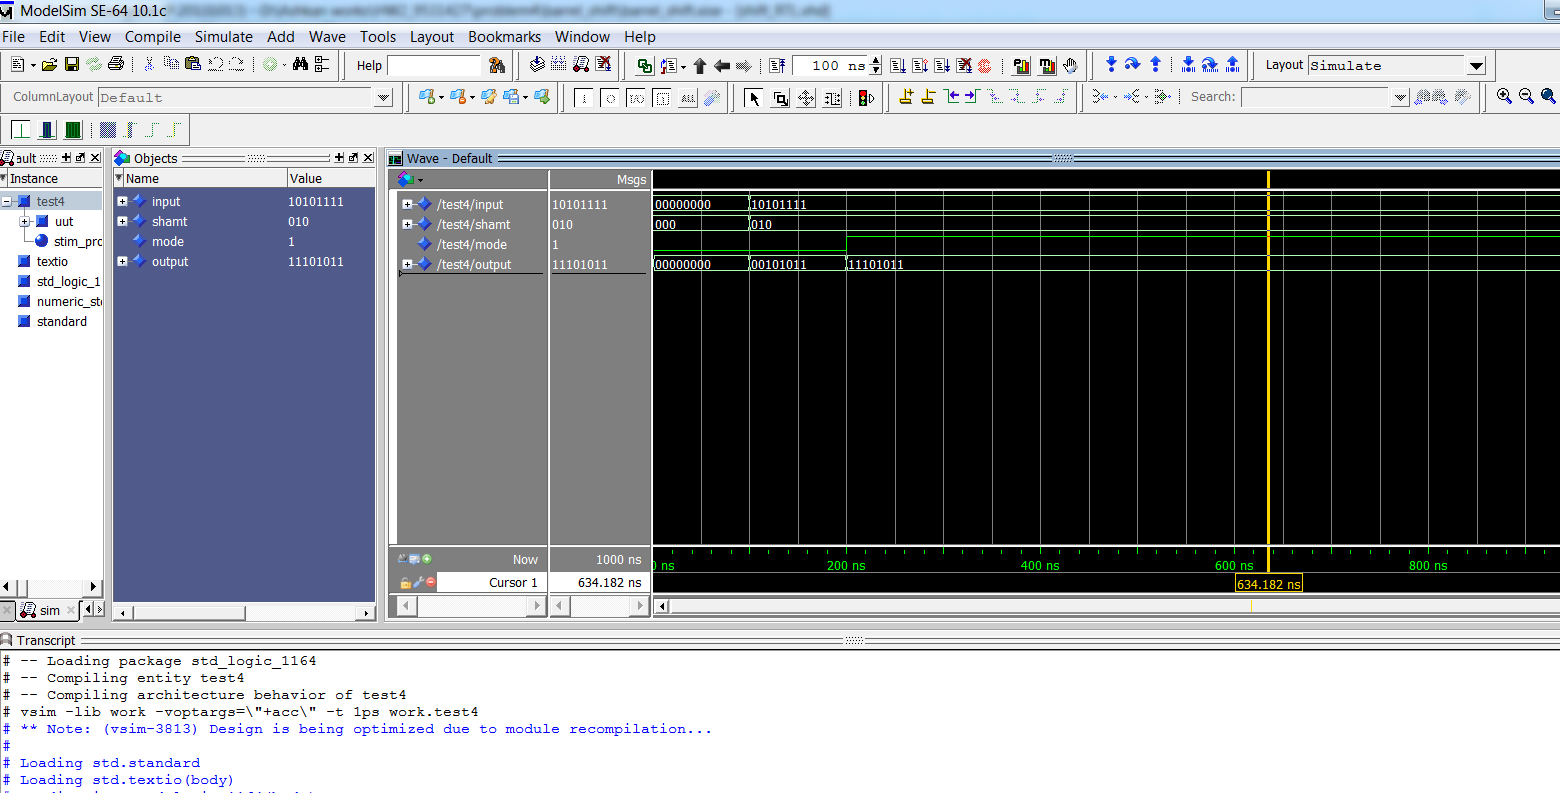 ModelSim SE-64 10.1c
File Edit View Compile Simulate Add Wave Tools Layout Bookmarks Window Help
Help 100 ns Layout Simulate
ColumnLayout Default ALL Search:
ault Objects Wave - Default
Instance Name Value Msgs
test4 input 10101111 /test4/input 10101111 00000000 10101111
uut shamt 010 /test4/shamt 010 000 010
stim_pro mode 1 /test4/mode 1
textio output 11101011 /test4/output 11101011 00000000 00101011 11101011
std_logic_1
numeric_std
standard
Now 1000 ns ns 200 ns 400 ns 600 ns 800 ns
Cursor 1 634.182 ns 634.182 ns
sim
Transcript
# -- Loading package std_logic_1164
# -- Compiling entity test4
# -- Compiling architecture behavior of test4
# vsim -lib work -voptargs=\"+acc\" -t 1ps work.test4
# ** Note: (vsim-3813) Design is being optimized due to module recompilation...
#
# Loading std.standard
# Loading std.textio(body)